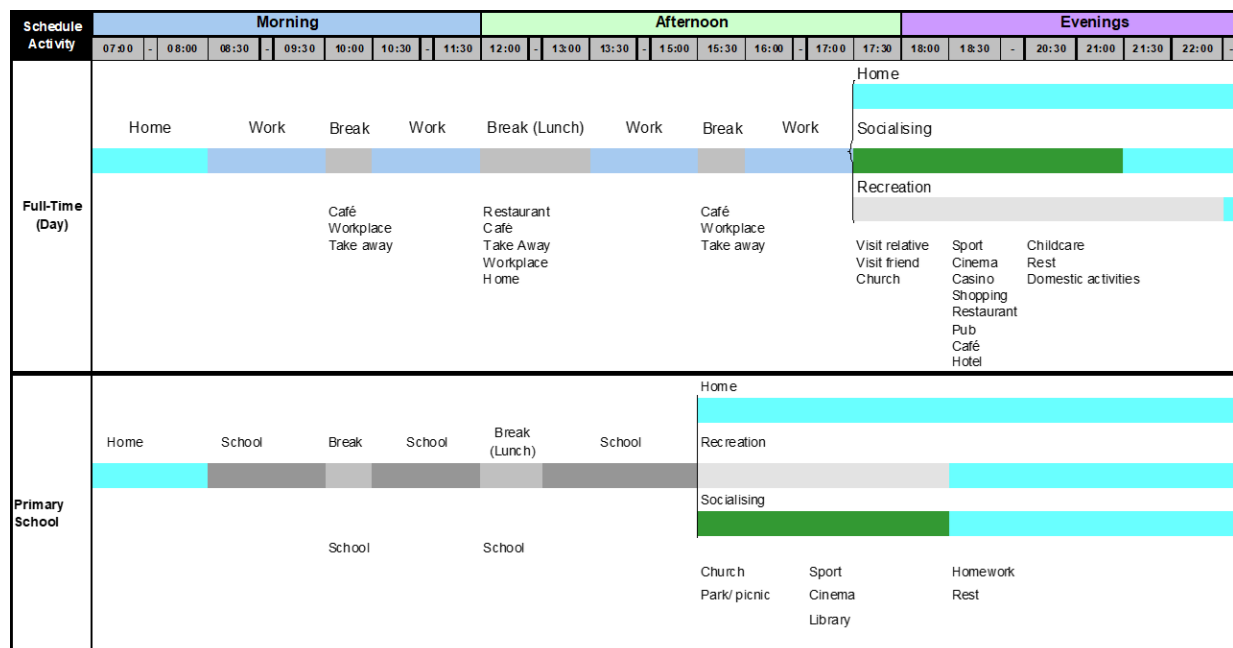 Schedule Activity Morning Afternoon Evenings
07:00 - 08:00 08:30 - 09:30 10:00 10:30 - 11:30 12:00 - 13:00 13:30 - 15:00 15:30 16:00 - 17:00 17:30 18:00 18:30 - 20:30 21:00 21:30 22:00 -
Full-Time
(Day)
Home Work Break Work Break (Lunch) Work Break Work
Home
Socialising
Recreation
Café
Workplace
Take away
Restaurant
Cafè
Take Away
Workplace
Home
Café
Workplace
Take away
Visit relative
Visit friend
Church
Sport
Cinema
Casino
Shopping
Restaurant
Pub
Café
Hotel
Childcare
Rest
Domestic activities
Primary
School
Home School Break School Break
(Lunch) School
Home
Recreation
Socialising
School School
Church
Park/ picnic
Sport
Cinema
Library
Homework
Rest